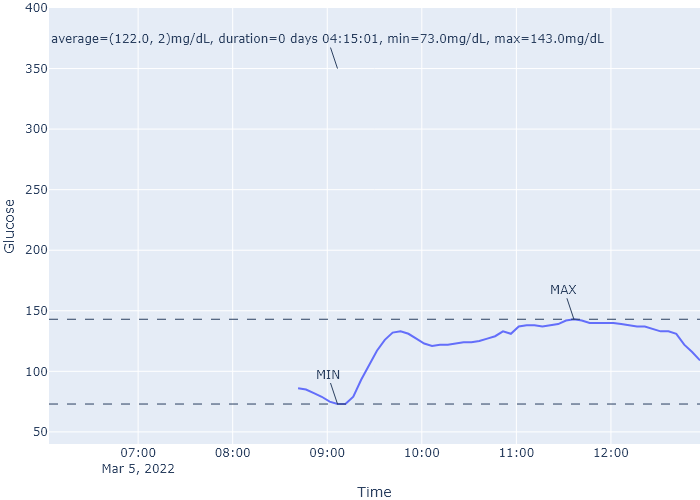 400
average=(122.0, 2)mg/dL, duration=0 days 04:15:01, min=73.0mg/dL, max=143.0mg/dL
350
300
250
Glucose
200
MAX
150
MIN
100
50
07:00 08:00 09:00 10:00 11:00 12:00
Mar 5, 2022
Time